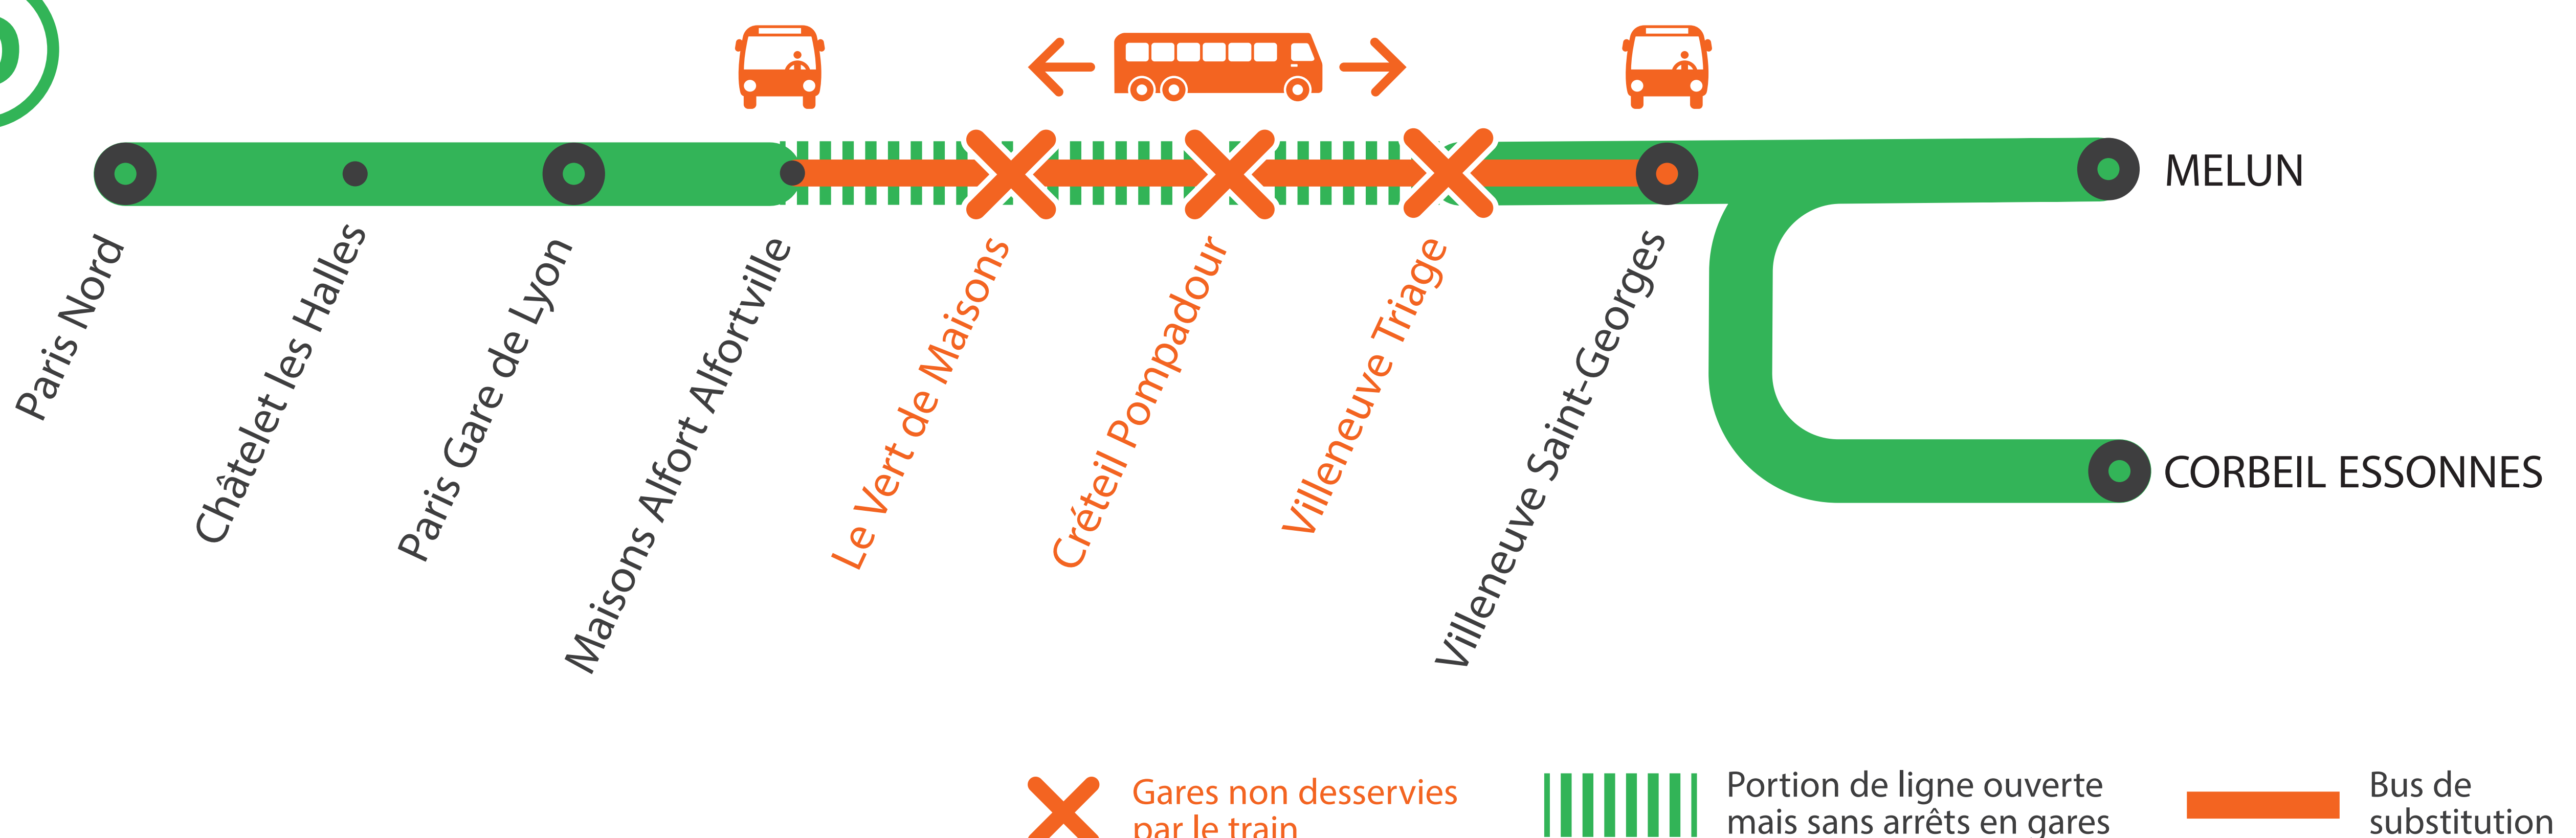 Paris Nord
Châtelet les Halles
Paris Gare de Lyon
Maisons Alfort Alfortville
Le Vert de Maisons
Créteil Pompadour
Villeneuve Triage
Villeneuve Saint-Georges
MELUN
CORBEIL ESSONNES
Gares non desservies
par le train
Portion de ligne ouverte
mais sans arrêts en gares
Bus de
substitution